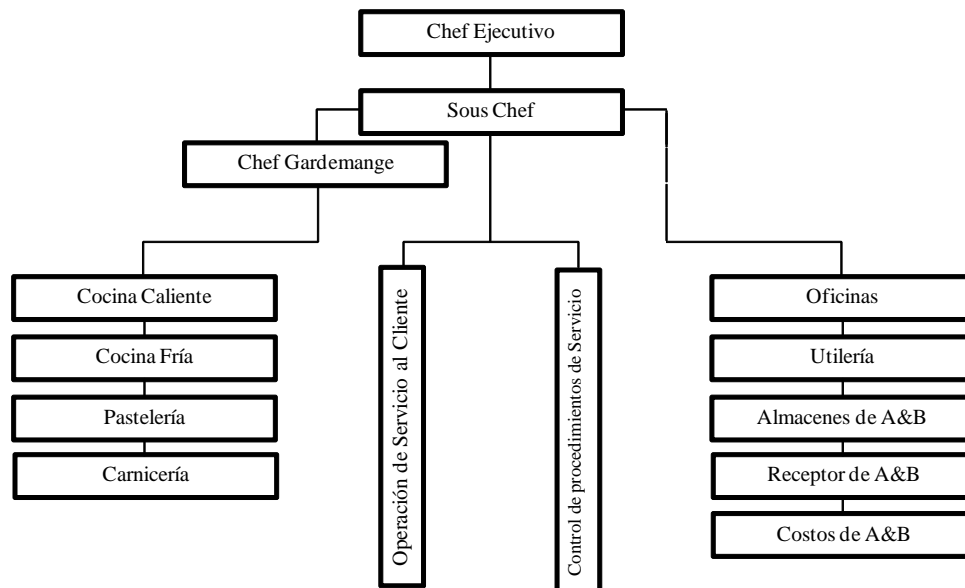 Chef Ejecutivo
Sous Chef
Chef Gardemange
Cocina Caliente
Cocina Fría
Pastelería
Carnicería
Operación de Servicio al Cliente
Control de procedimientos de Servicio
Oficinas
Utilería
Almacenes de A&B
Receptor de A&B
Costos de A&B